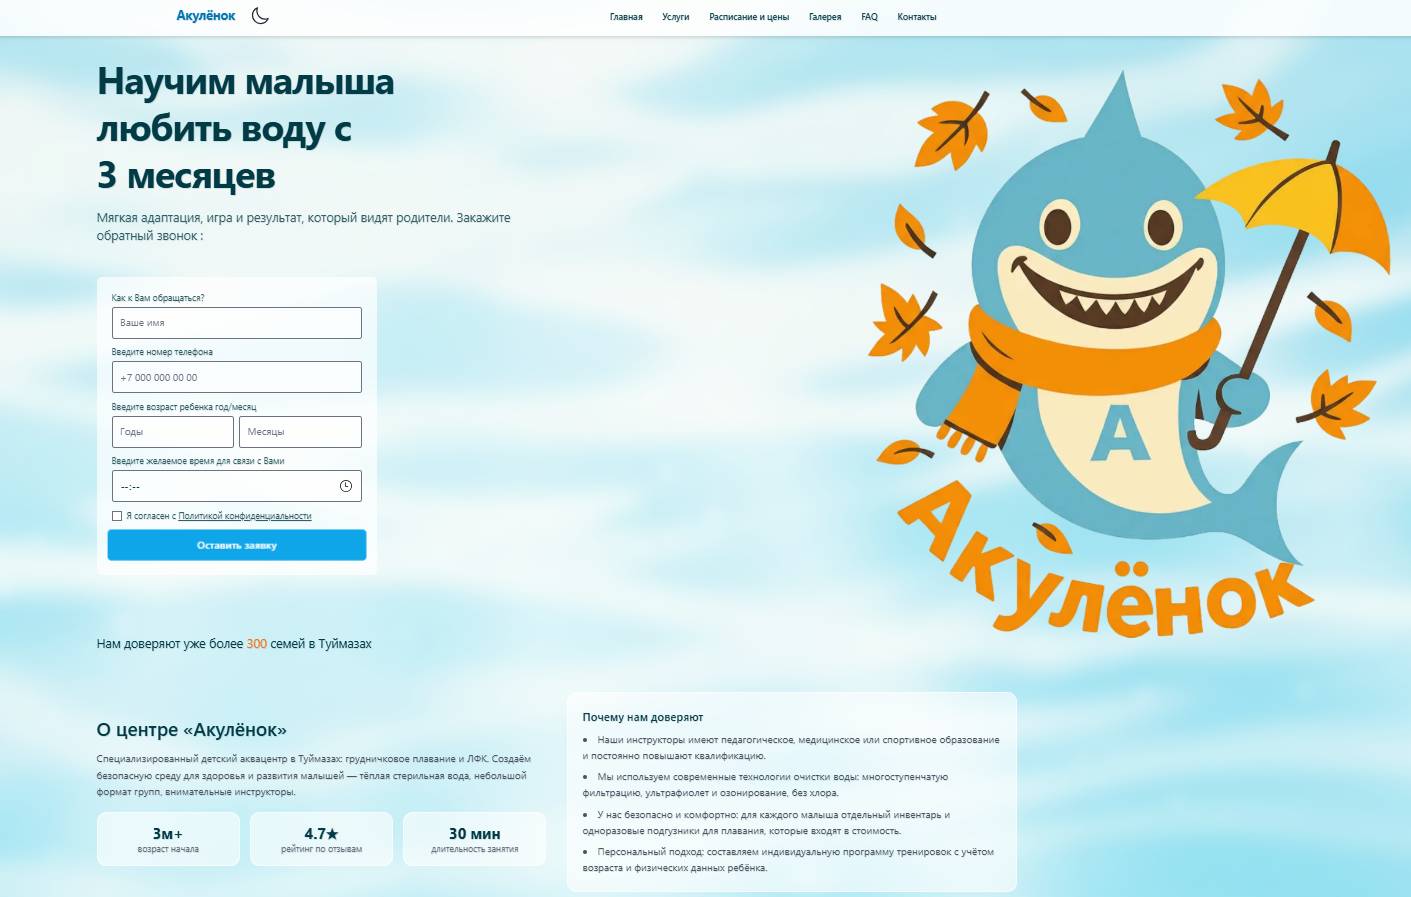 Акулёнок
Главная
Услуги
Расписание и цены
Галерея
FAQ
Контакты
Научим малыша
любить воду с
3 месяцев
Мягкая адаптация, игра и результат, который видят родители. Закажите
обратный звонок :
Как к Вам обращаться?
Ваше имя
Введите номер телефона
+7 000 000 00 00
Введите возраст ребенка год/месяц
Годы
Месяцы
Введите желаемое время для связи с Вами
--:--
Я согласен с Политикой конфиденциальности
Оставить заявку
А
Акулёнок
Нам доверяют уже более 300 семей в Туймазах
О центре «Акулёнок»
Специализированный детский аквацентр в Туймазах: грудничковое плавание и ЛФК. Создаём
безопасную среду для здоровья и развития малышей — тёплая стерильная вода, небольшой
формат групп, внимательные инструкторы.
3м+
возраст начала
4.7★
рейтинг по отзывам
30 мин
длительность занятия
Почему нам доверяют
• Наши инструкторы имеют педагогическое, медицинское или спортивное образование
и постоянно повышают квалификацию.
• Мы используем современные технологии очистки воды: многоступенчатую
фильтрацию, ультрафиолет и озонирование, без хлора.
• У нас безопасно и комфортно: для каждого малыша отдельный инвентарь и
одноразовые подгузники для плавания, которые входят в стоимость.
• Персональный подход: составляем индивидуальную программу тренировок с учётом
возраста и физических данных ребёнка.